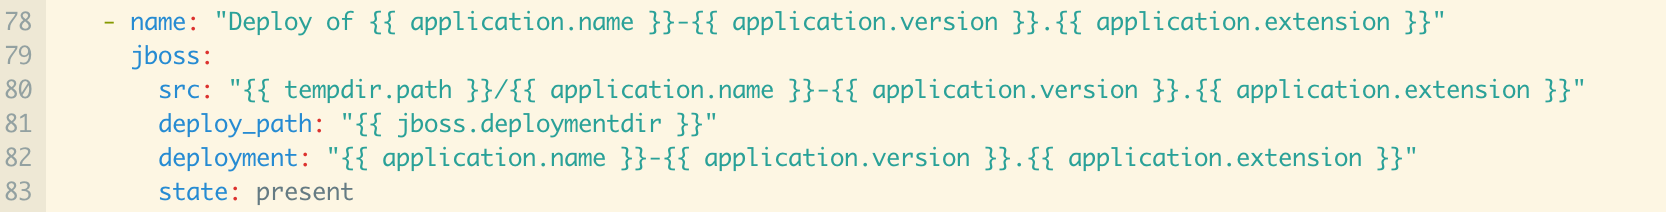 78 - name: "Deploy of {{ application.name }}-{{ application.version }}.{{ application.extension }}"
79 jboss:
80 src: "{{ tempdir.path }}/{{ application.name }}-{{ application.version }}.{{ application.extension }}"
81 deploy_path: "{{ jboss.deploymentdir }}"
82 deployment: "{{ application.name }}-{{ application.version }}.{{ application.extension }}"
83 state: present